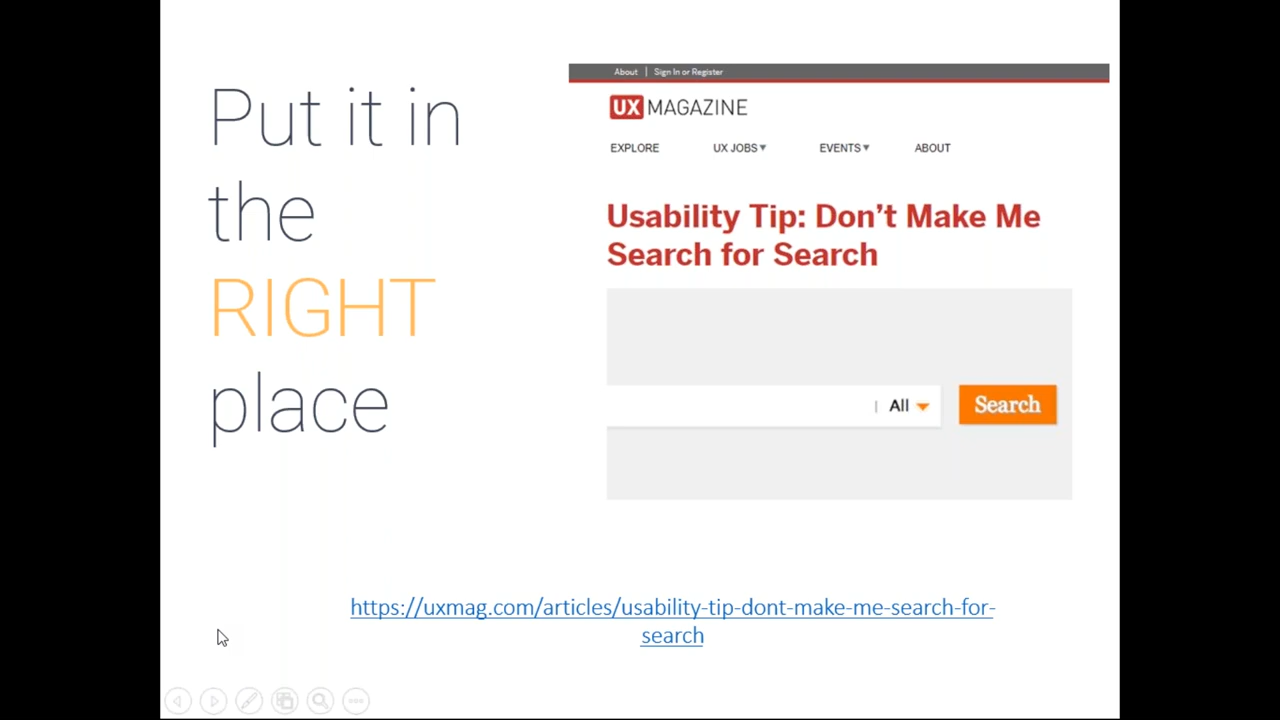 Put it in
the
RIGHT
place
About | Sign In or Register
UX MAGAZINE
EXPLORE UX JOBS▾ EVENTS▾ ABOUT
Usability Tip: Don’t Make Me
Search for Search
| All Search
https://uxmag.com/articles/usability-tip-dont-make-me-search-for-
search